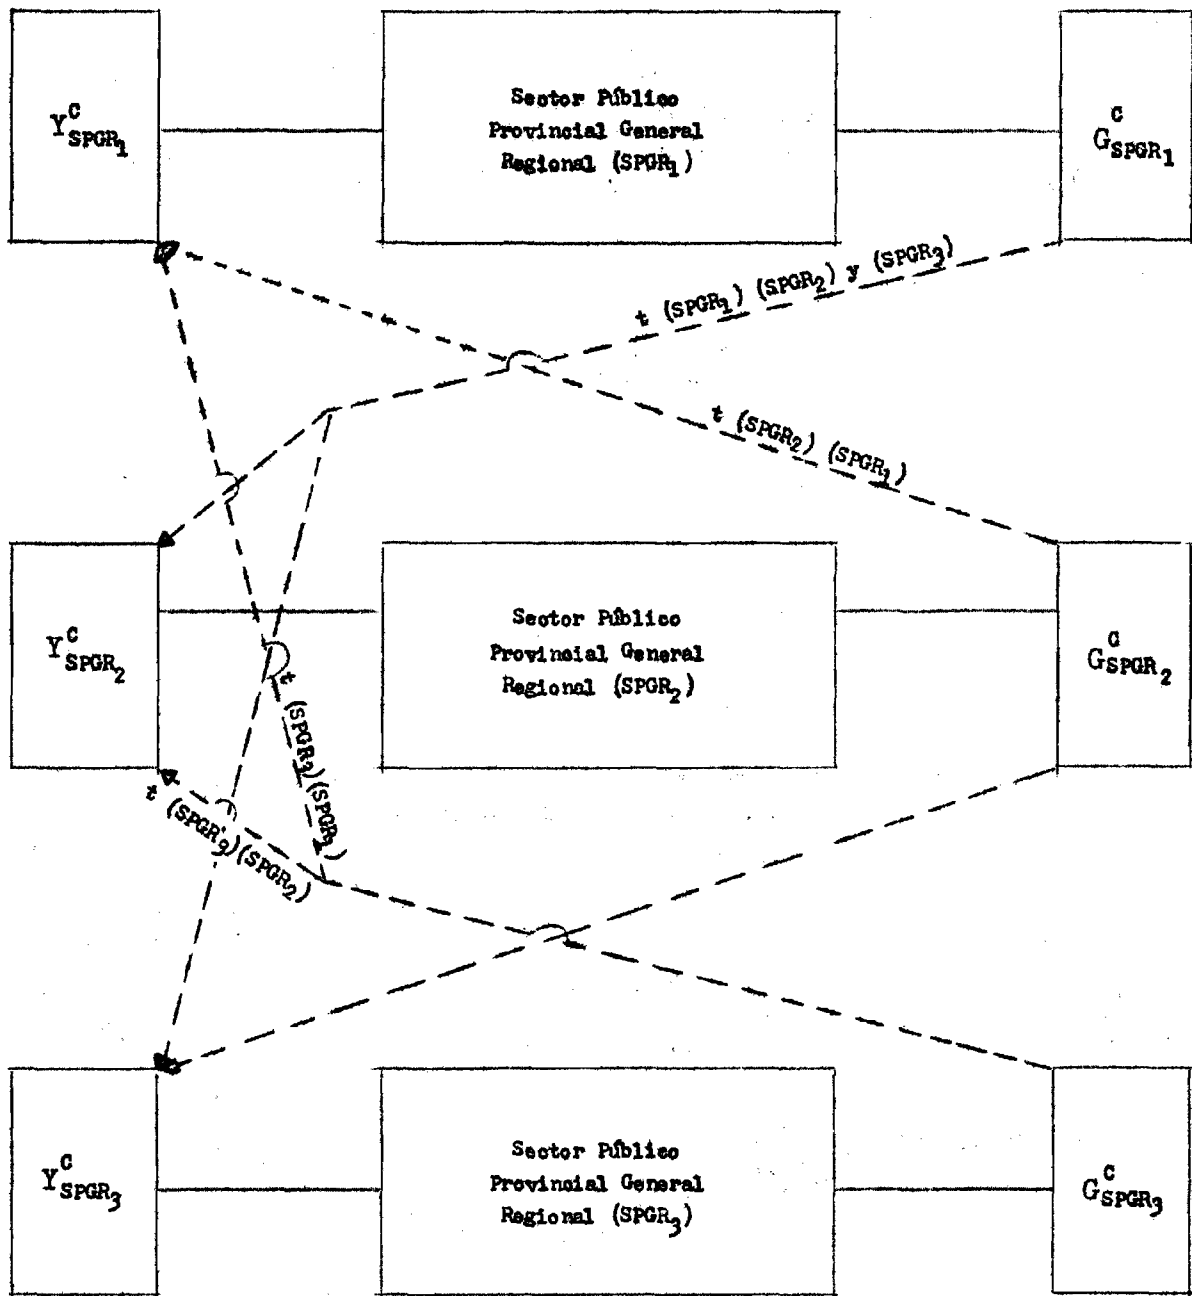 Y^C_SPGR₁
Sector Público
Provincial General
Regional (SPGR₁)
G^C_SPGR₁
t (SPGR₁) (SPGR₂) y (SPGR₃)
t (SPGR₂) (SPGR₁)
Y^C_SPGR₂
Sector Público
Provincial General
Regional (SPGR₂)
G^C_SPGR₂
t (SPGR₃)(SPGR₁)
t (SPGR₃)(SPGR₂)
Y^C_SPGR₃
Sector Público
Provincial General
Regional (SPGR₃)
G^C_SPGR₃